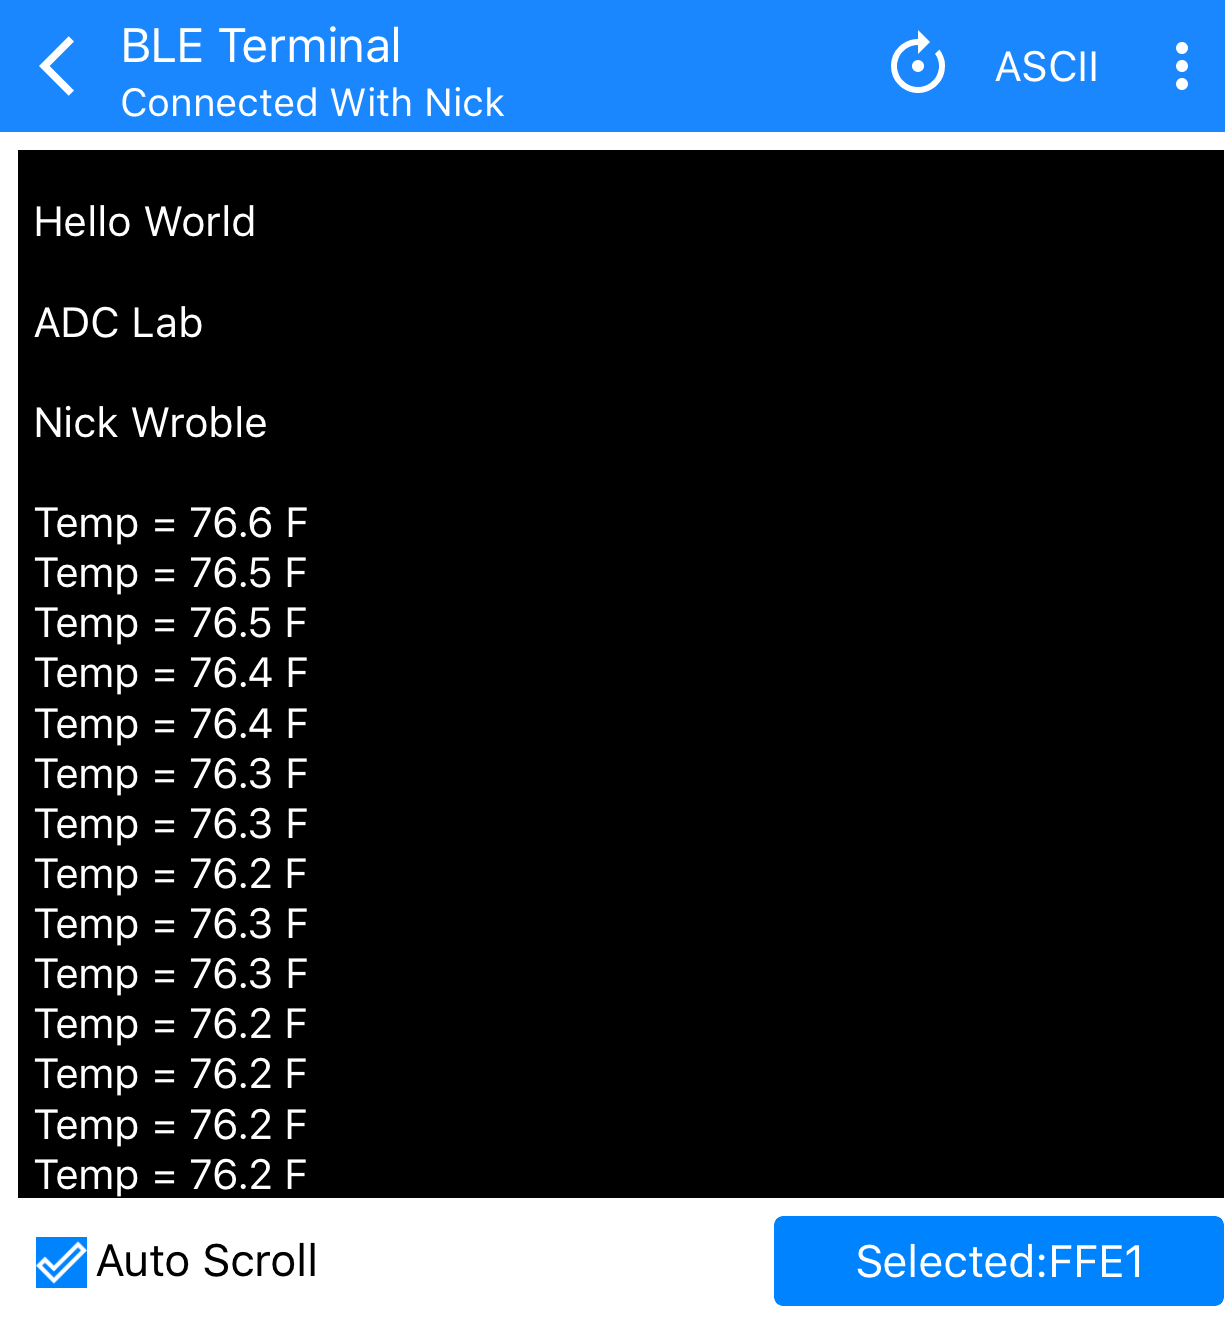 BLE Terminal
Connected With Nick
ASCII
Hello World
ADC Lab
Nick Wroble
Temp = 76.6 F
Temp = 76.5 F
Temp = 76.5 F
Temp = 76.4 F
Temp = 76.4 F
Temp = 76.3 F
Temp = 76.3 F
Temp = 76.2 F
Temp = 76.3 F
Temp = 76.3 F
Temp = 76.2 F
Temp = 76.2 F
Temp = 76.2 F
Temp = 76.2 F
Auto Scroll
Selected:FFE1